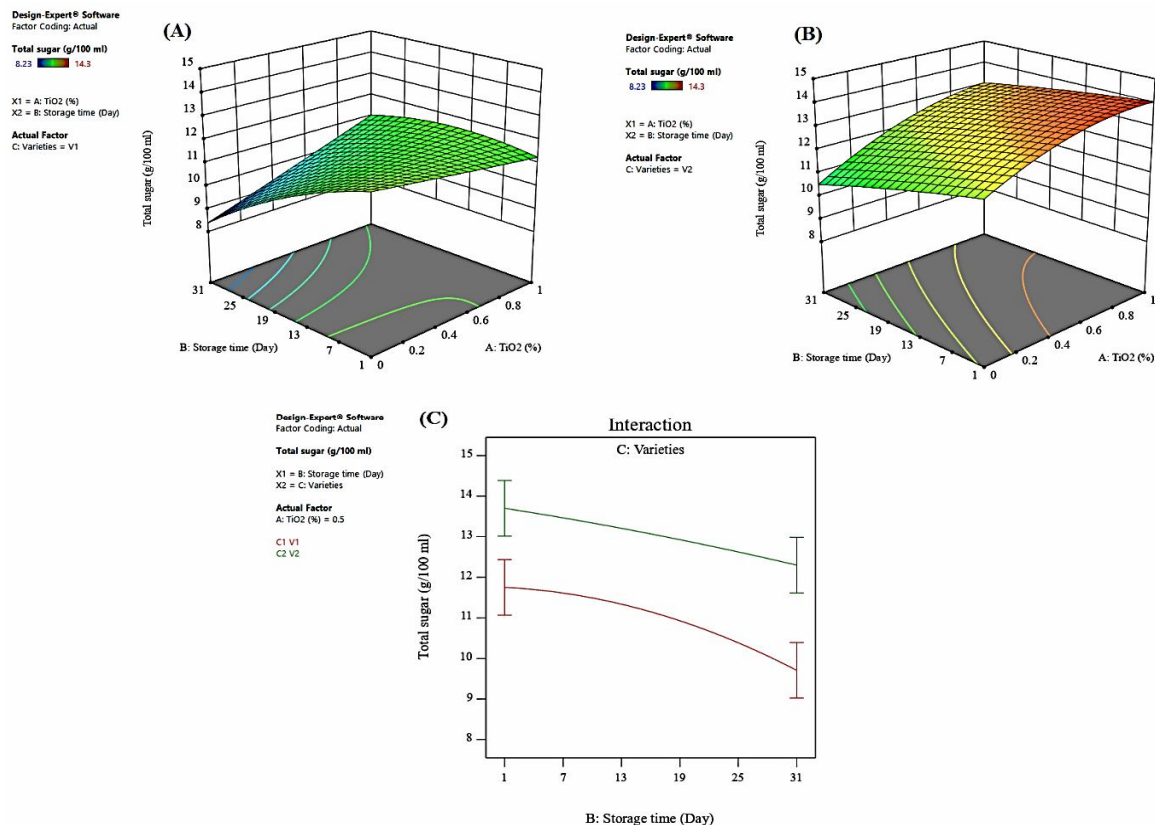 Design-Expert® Software
Factor Coding: Actual
Total sugar (g/100 ml)
8.23 14.3
X1 = A: TiO2 (%)
X2 = B: Storage time (Day)
Actual Factor
C: Varieties = V1
(A)
Total sugar (g/100 ml)
15
14
13
12
11
10
9
8
31
25
19
13
7
1
B: Storage time (Day)
0
0.2
0.4
0.6
0.8
1
A: TiO2 (%)
Design-Expert® Software
Factor Coding: Actual
Total sugar (g/100 ml)
8.23 14.3
X1 = A: TiO2 (%)
X2 = B: Storage time (Day)
Actual Factor
C: Varieties = V2
(B)
Total sugar (g/100 ml)
15
14
13
12
11
10
9
8
31
25
19
13
7
1
B: Storage time (Day)
0
0.2
0.4
0.6
0.8
1
A: TiO2 (%)
Design-Expert® Software
Factor Coding: Actual
Total sugar (g/100 ml)
X1 = B: Storage time (Day)
X2 = C: Varieties
Actual Factor
A: TiO2 (%) = 0.5
C1 V1
C2 V2
(C)
Interaction
C: Varieties
Total sugar (g/100 ml)
15
14
13
12
11
10
9
8
1 7 13 19 25 31
B: Storage time (Day)